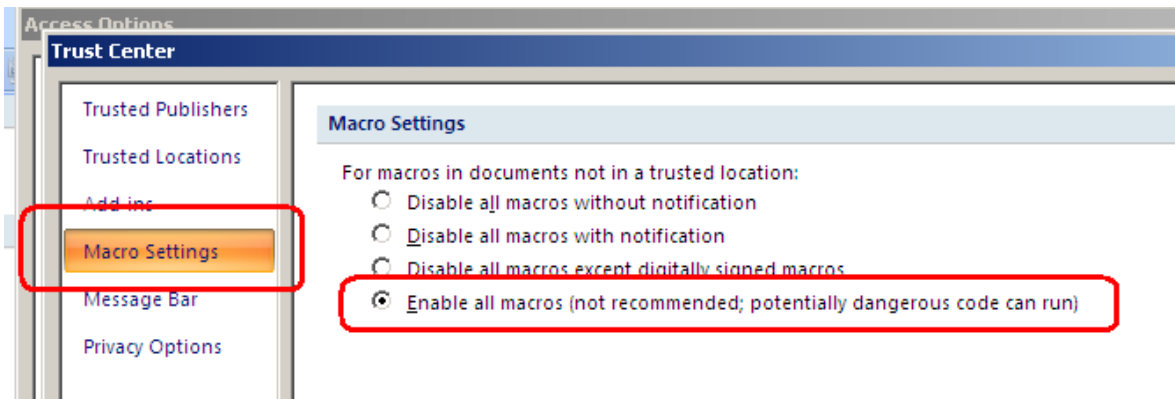 Access Options
Trust Center
Trusted Publishers
Trusted Locations
Add-ins
Macro Settings
Message Bar
Privacy Options
Macro Settings
For macros in documents not in a trusted location:
Disable all macros without notification
Disable all macros with notification
Disable all macros except digitally signed macros
Enable all macros (not recommended; potentially dangerous code can run)